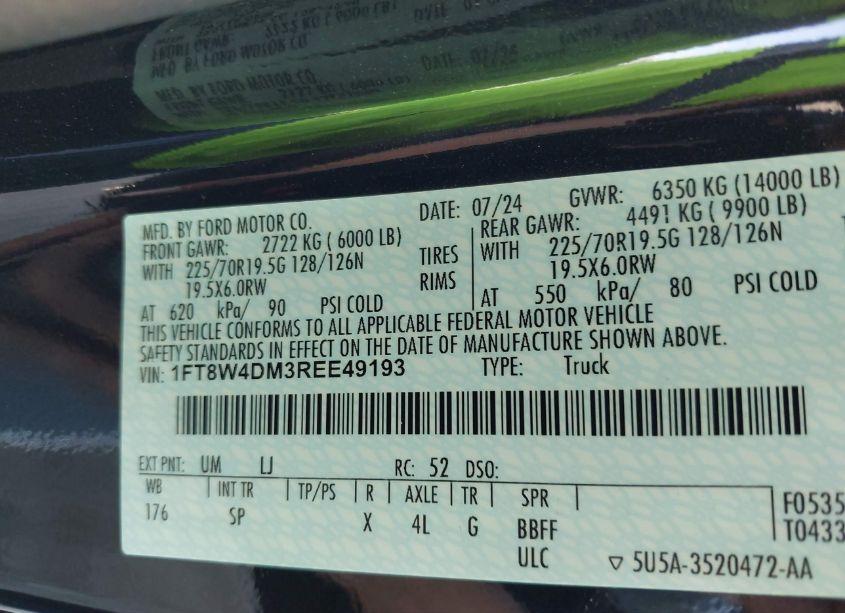 MFD. BY FORD MOTOR CO.
DATE: 07/24 GVWR: 6350 KG (14000 LB)
FRONT GAWR: 2722 KG ( 6000 LB) REAR GAWR: 4491 KG ( 9900 LB)
WITH 225/70R19.5G 128/126N TIRES WITH 225/70R19.5G 128/126N
19.5X6.0RW RIMS 19.5X6.0RW
AT 620 kPa/ 90 PSI COLD AT 550 kPa/ 80 PSI COLD
THIS VEHICLE CONFORMS TO ALL APPLICABLE FEDERAL MOTOR VEHICLE
SAFETY STANDARDS IN EFFECT ON THE DATE OF MANUFACTURE SHOWN ABOVE.
VIN: 1FT8W4DM3REE49193 TYPE: Truck
EXT PNT: UM LJ RC: 52 DSO:
WB INT TR TP/PS R AXLE TR SPR
176 SP X 4L G BBFF
ULC
F0535
T0433
▽ 5U5A-3520472-AA